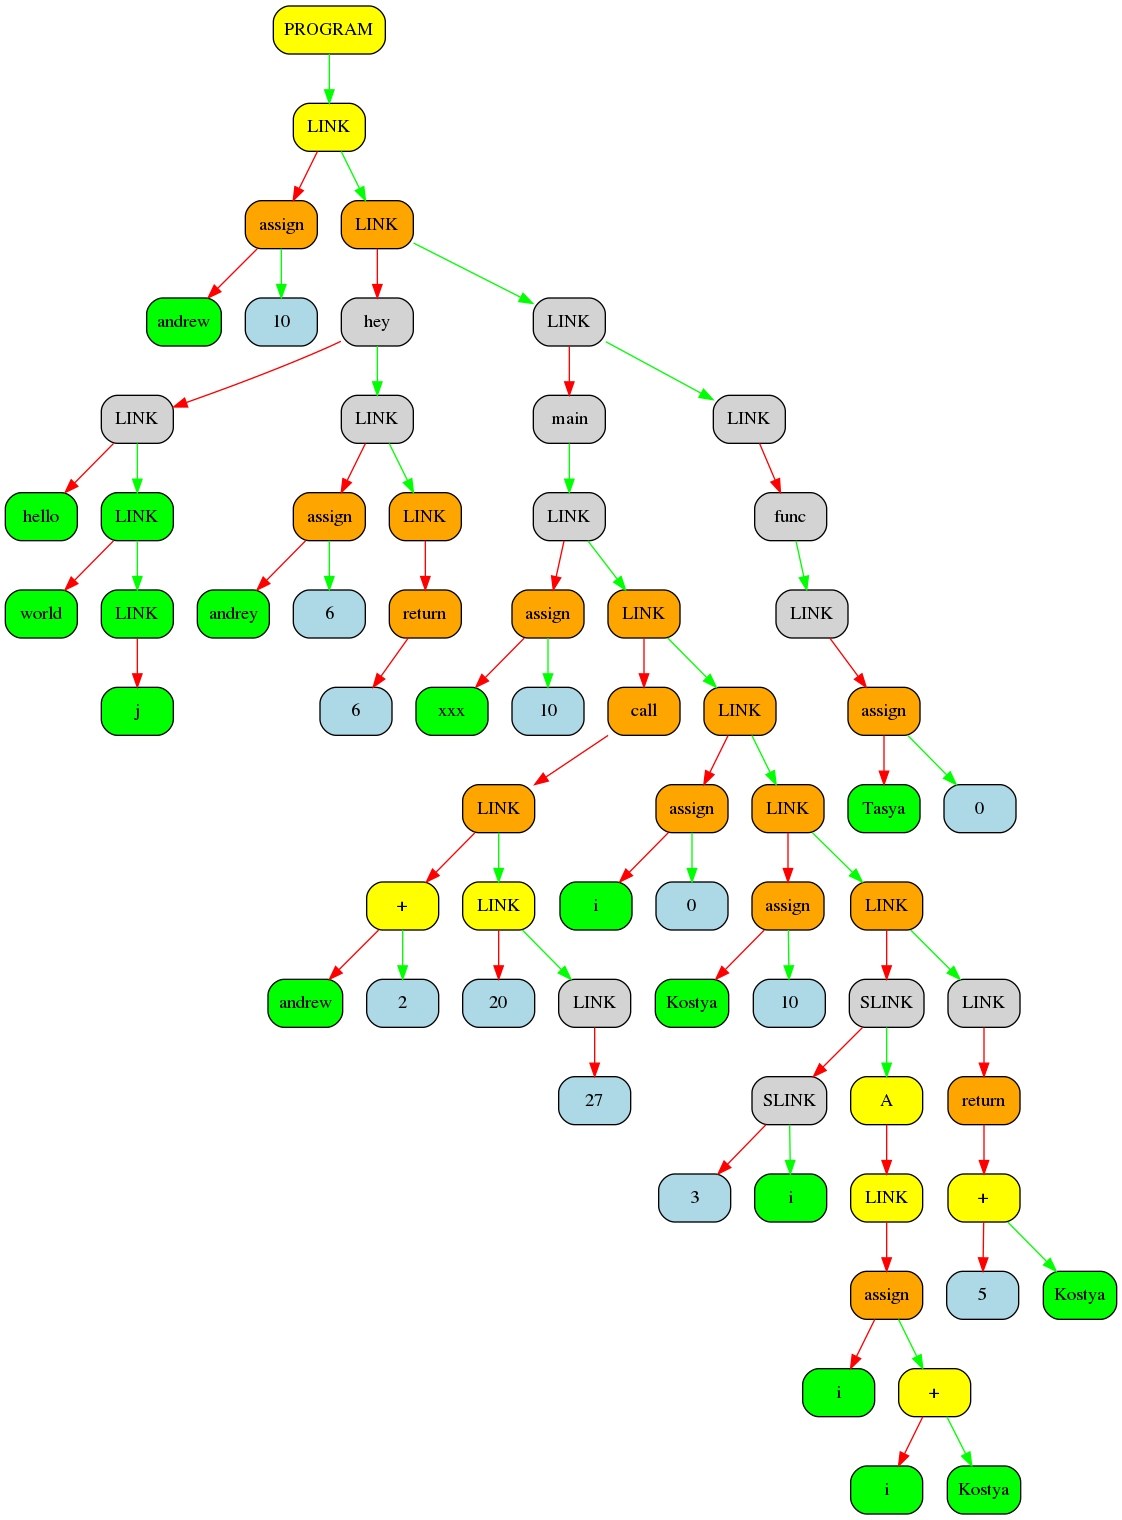 PROGRAM
LINK
assign LINK
andrew 10 hey LINK
LINK LINK main LINK
hello LINK assign LINK LINK func
world LINK andrey 6 return assign LINK LINK
j 6 xxx 10 call LINK assign
LINK assign LINK Tasya 0
+ LINK i 0 assign LINK
andrew 2 20 LINK Kostya 10 SLINK LINK
27 SLINK A return
3 i LINK +
assign 5 Kostya
i +
i Kostya